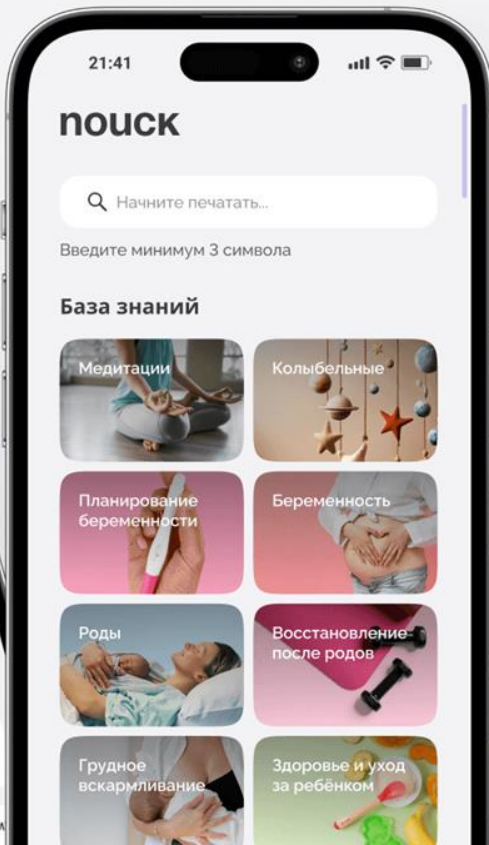 21:41
поиск
Начните печатать...
Введите минимум 3 символа
База знаний
Медитации
Колыбельные
Планирование
беременности
Беременность
Роды
Восстановление
после родов
Грудное
вскармливание
Здоровье и уход
за ребёнком